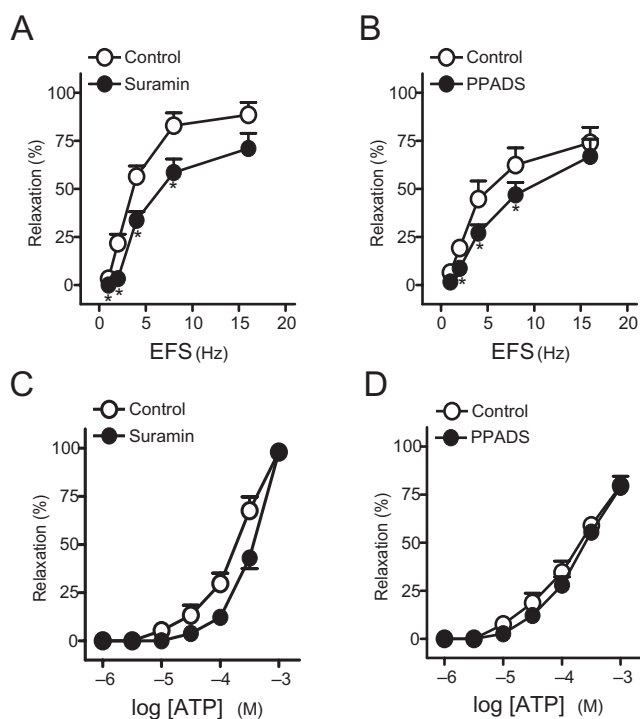 A
Control
Suramin
100
75
50
25
0
Relaxation (%)
*
*
*
*
0 5 10 15 20
EFS (Hz)
B
Control
PPADS
100
75
50
25
0
Relaxation (%)
*
*
*
0 5 10 15 20
EFS (Hz)
C
Control
Suramin
100
75
50
25
0
Relaxation (%)
–6 –5 –4 –3
log [ATP] (M)
D
Control
PPADS
100
75
50
25
0
Relaxation (%)
–6 –5 –4 –3
log [ATP] (M)